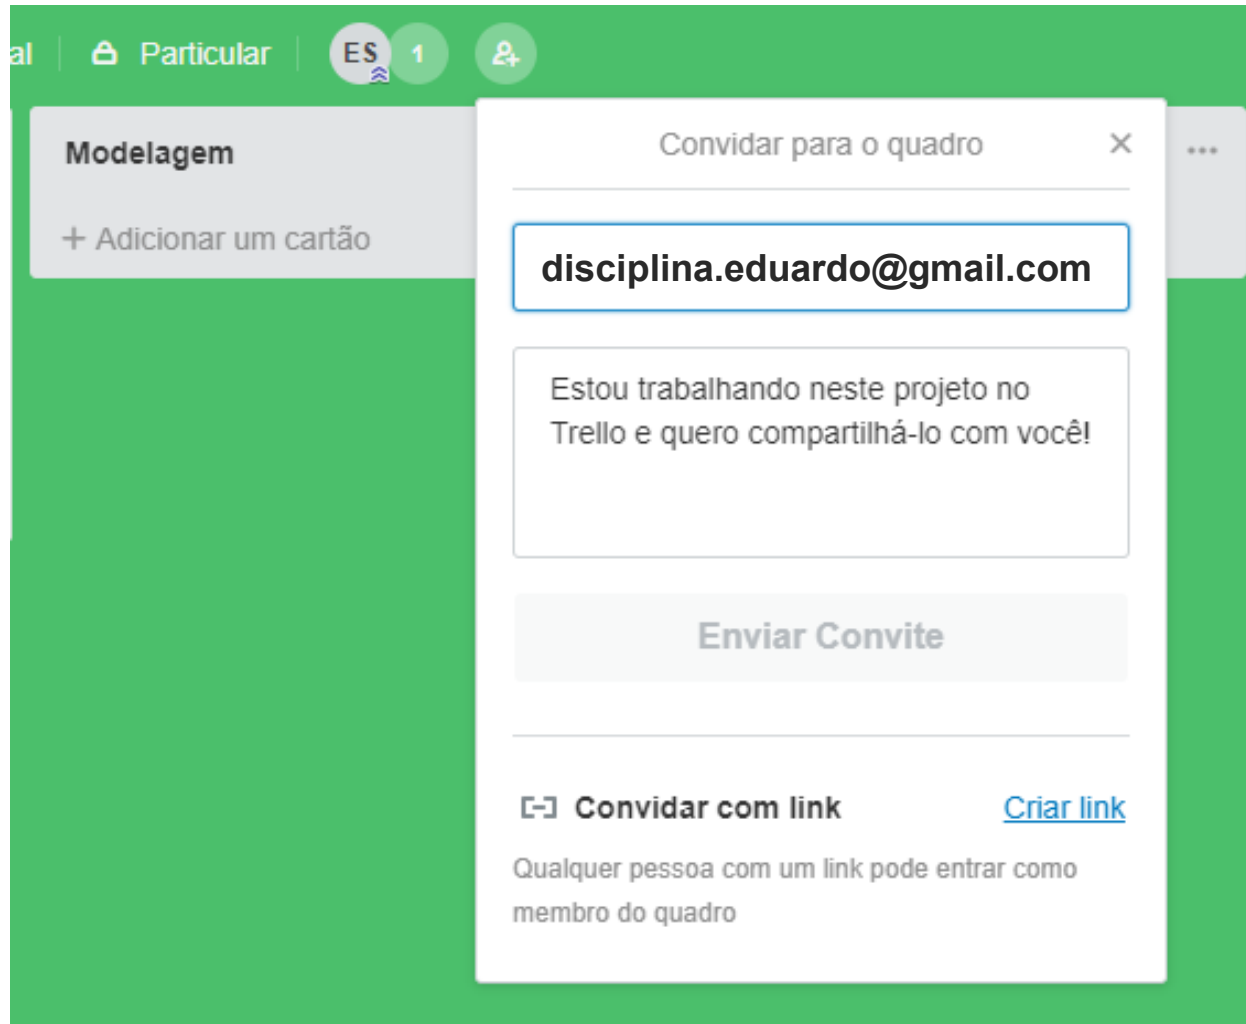 al Particular ES 1
Convidar para o quadro
Modelagem
+ Adicionar um cartão
disciplina.eduardo@gmail.com
Estou trabalhando neste projeto no
Trello e quero compartilhá-lo com você!
Enviar Convite
Convidar com link Criar link
Qualquer pessoa com um link pode entrar como
membro do quadro